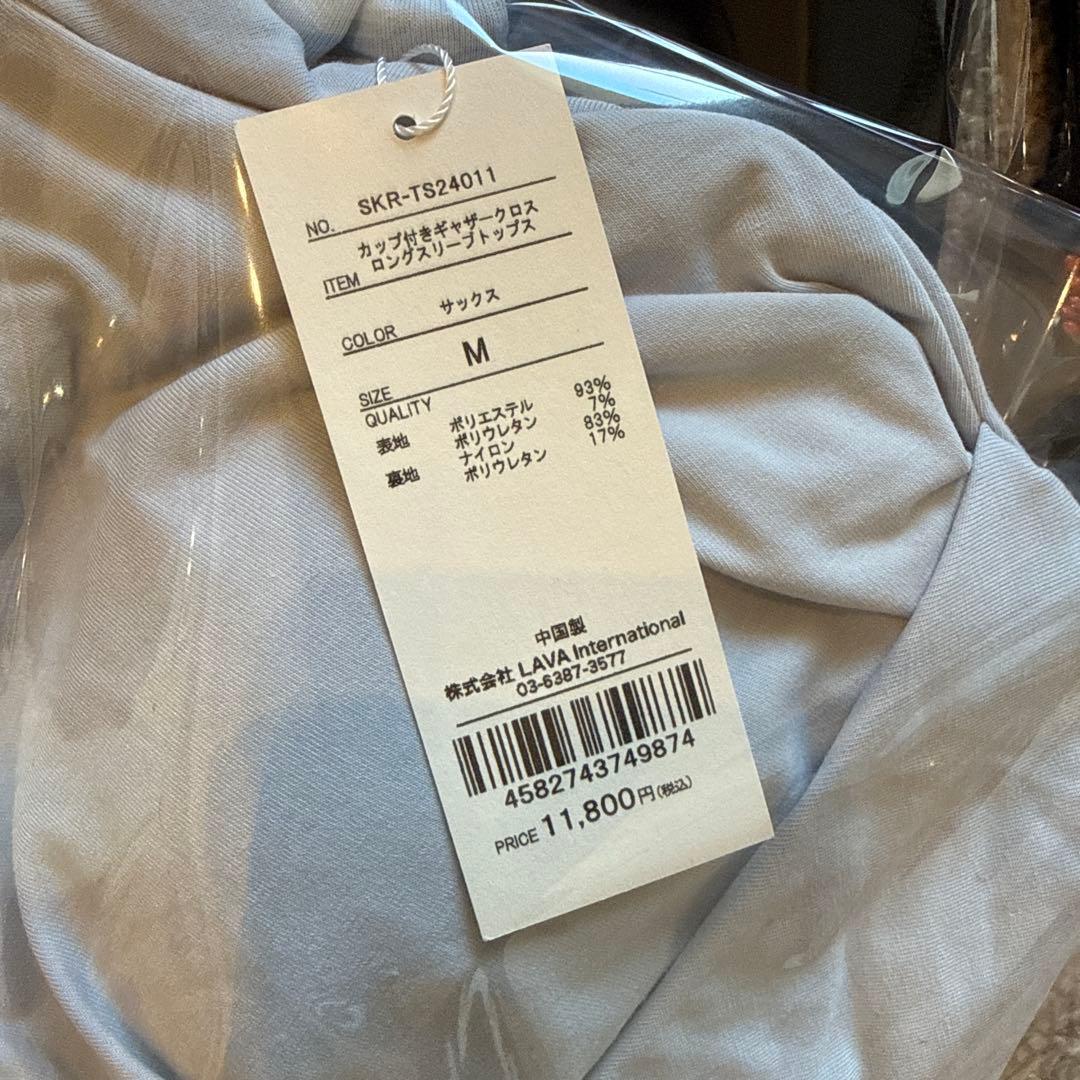 NO. SKR-TS24011
カップ付きギャザークロス
ロングスリーブトップス
ITEM
COLOR サックス
SIZE M
QUALITY
表地 ポリエステル 93%
ポリウレタン 7%
ナイロン 83%
裏地 ポリウレタン 17%
中国製
株式会社 LAVA International
03-6387-3577
4582743749874
PRICE 11,800円(税込)